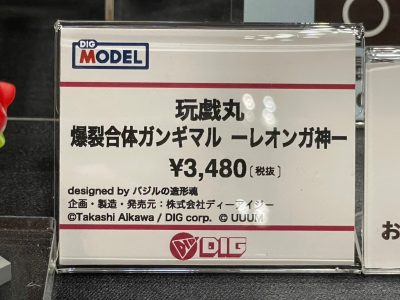 DIG
MODEL
玩戯丸
爆裂合体ガンギマル ーレオンガ神ー
¥3,480[税抜]
designed by バジルの造形魂
企画・製造・発売元：株式会社ディーアイジー
©Takashi Aikawa / DIG corp. © UUUM
DIG
お